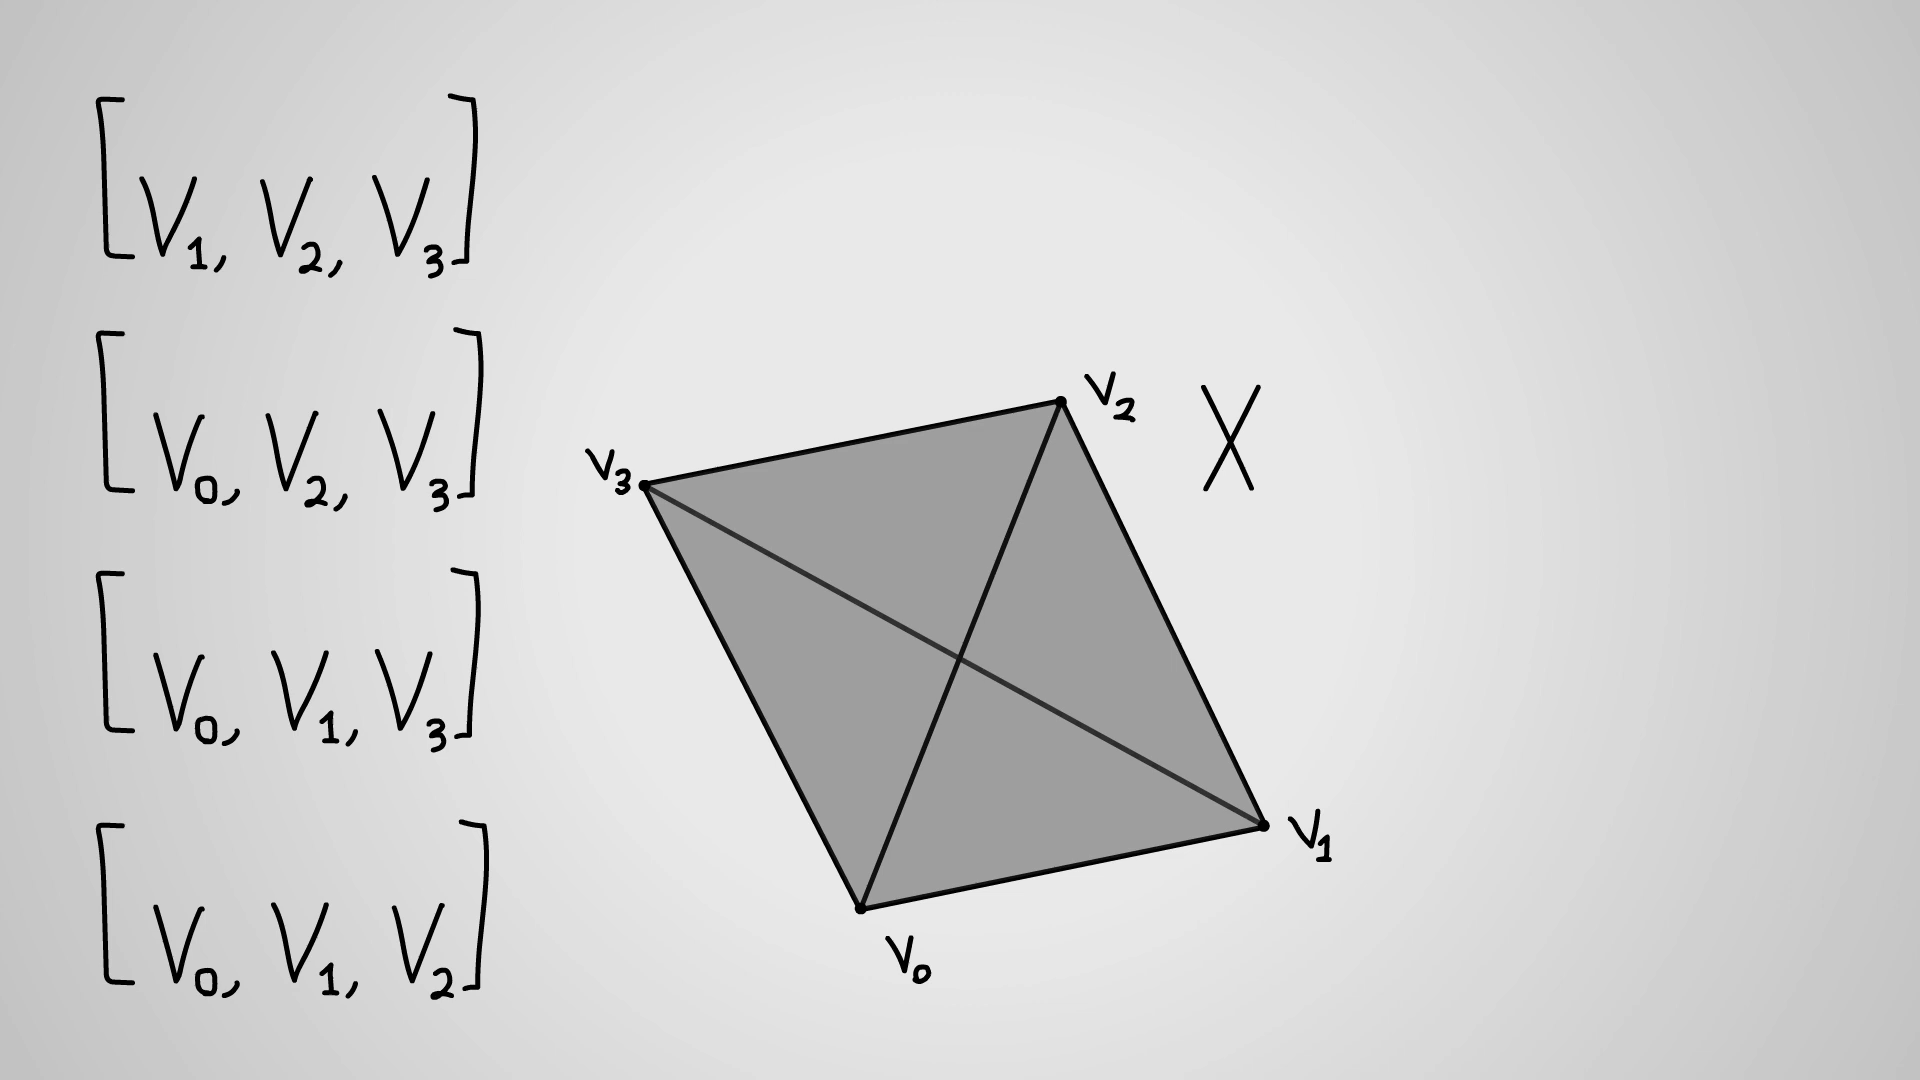 [V₁, V₂, V₃]
[V₀, V₂, V₃]
[V₀, V₁, V₃]
[V₀, V₁, V₂]
V₂
X
V₃
V₁
V₀